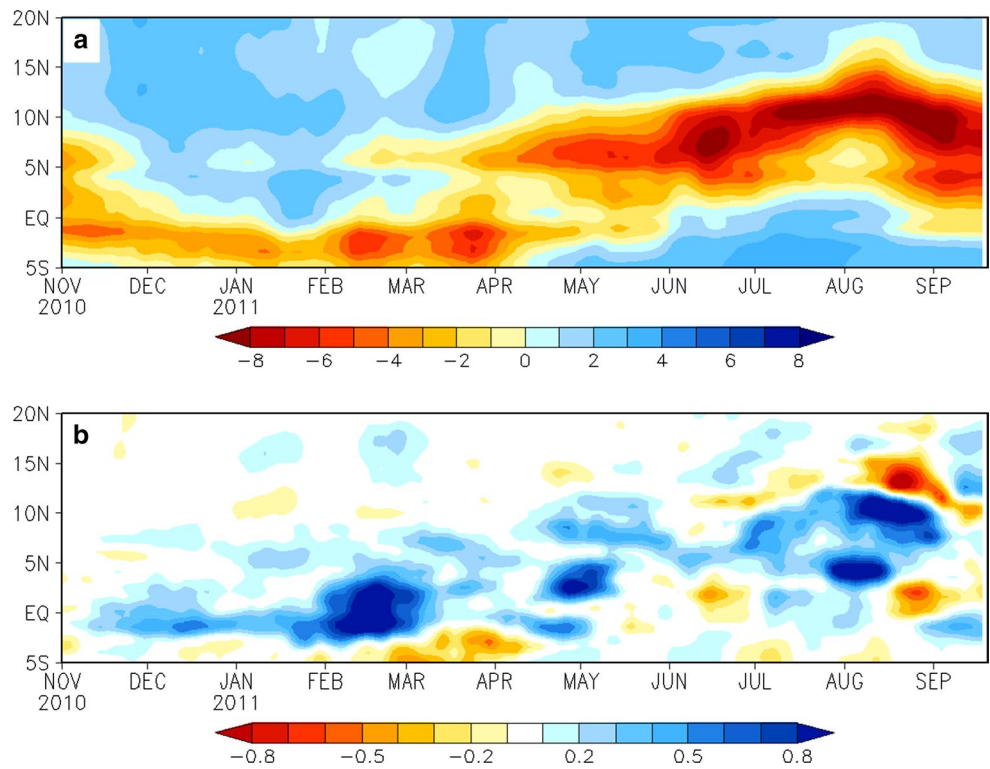 20N
a
15N
10N
5N
EQ
5S
NOV DEC JAN FEB MAR APR MAY JUN JUL AUG SEP
2010 2011
−8 −6 −4 −2 0 2 4 6 8
20N
b
15N
10N
5N
EQ
5S
NOV DEC JAN FEB MAR APR MAY JUN JUL AUG SEP
2010 2011
−0.8 −0.5 −0.2 0.2 0.5 0.8